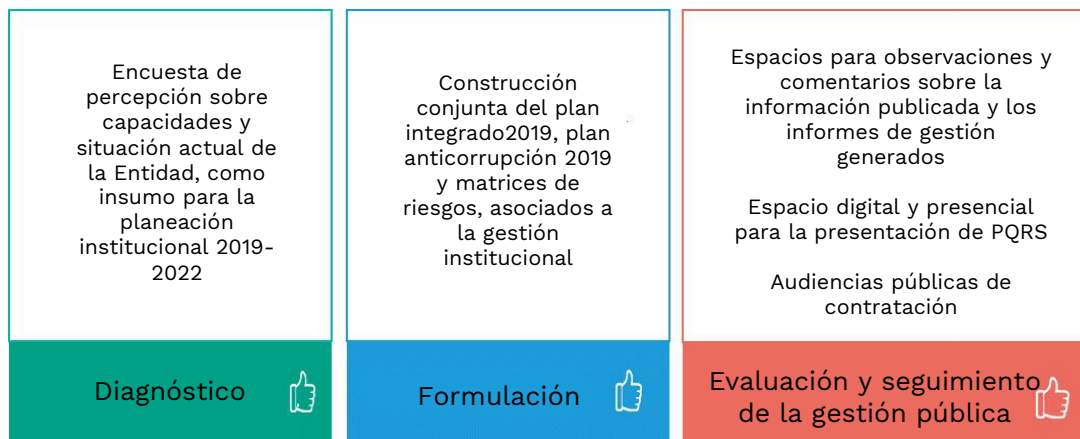 Encuesta de
percepción sobre
capacidades y
situación actual de
la Entidad, como
insumo para la
planeación
institucional 2019-
2022
Diagnóstico
Construcción
conjunta del plan
integrado2019, plan
anticorrupción 2019
y matrices de
riesgos, asociados a
la gestión
institucional
Formulación
Espacios para observaciones y
comentarios sobre la
información publicada y los
informes de gestión
generados
Espacio digital y presencial
para la presentación de PQRS
Audiencias públicas de
contratación
Evaluación y seguimiento
de la gestión pública